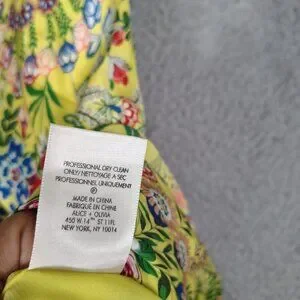 PROFESSIONAL DRY CLEAN
ONLY/ NETTOYAGE A SEC
PROFESSIONNEL UNIQUEMENT
Ⓟ
MADE IN CHINA
FABRIQUÉ EN CHINE
ALICE + OLIVIA
450 W. 14TH ST 11FL
NEW YORK, NY 10014